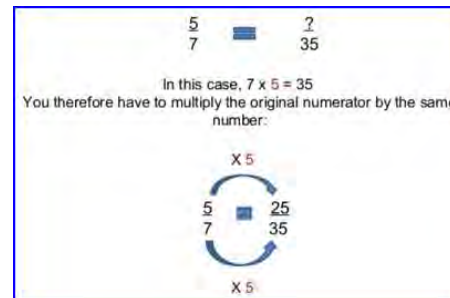 5 = ?
7 35
In this case, 7 x 5 = 35
You therefore have to multiply the original numerator by the sam
number:
X 5
5 = 25
7 35
X 5